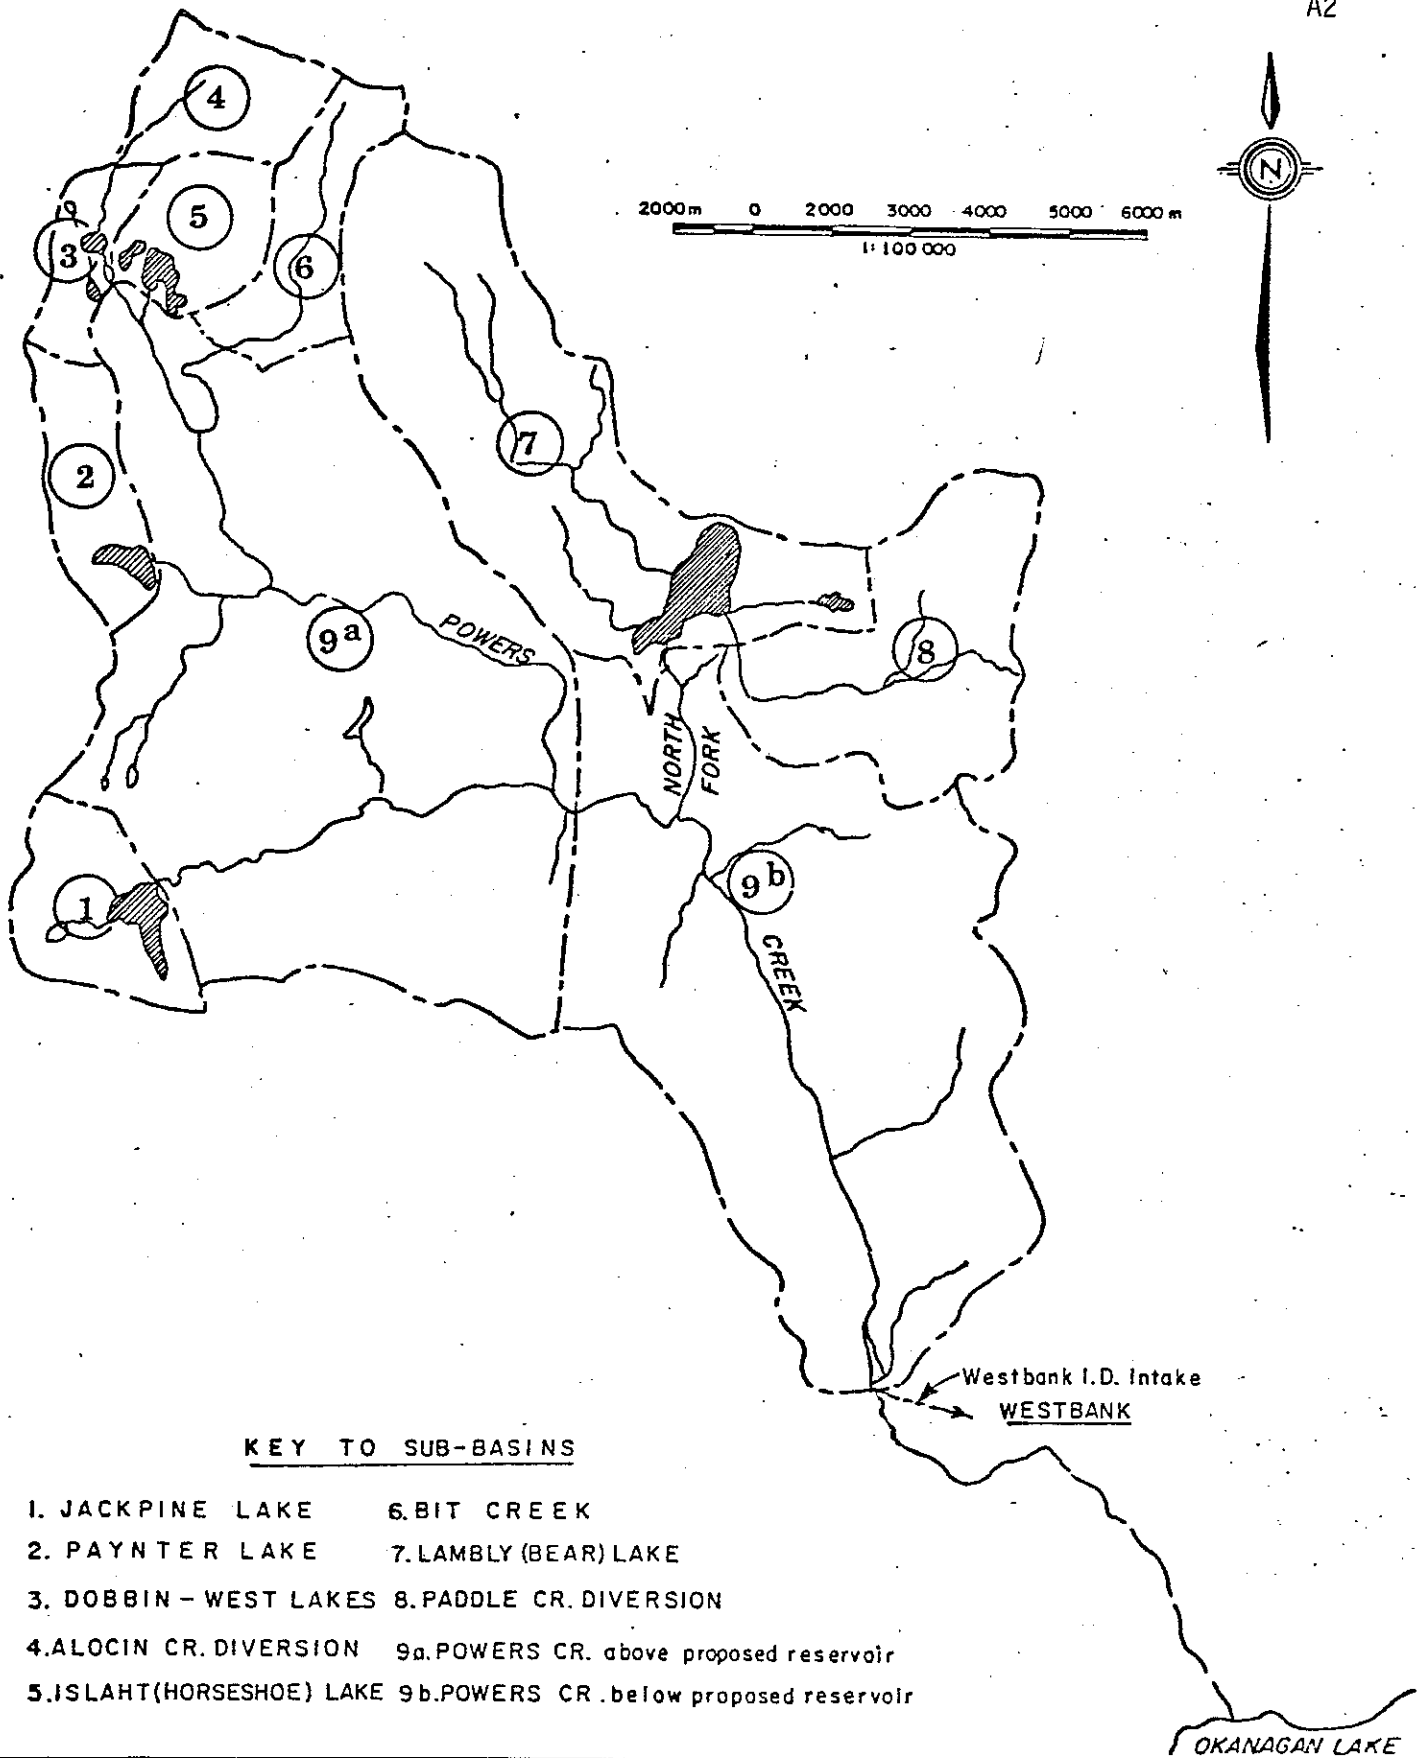 A2
N
2000m 0 2000 3000 4000 5000 6000 m
1:100 000
4
5
3
6
7
2
8
9a
POWERS
NORTH
FORK
9b
1
CREEK
Westbank I.D. Intake
WESTBANK
KEY TO SUB-BASINS
1. JACKPINE LAKE 6. BIT CREEK
2. PAYNTER LAKE 7. LAMBLY (BEAR) LAKE
3. DOBBIN - WEST LAKES 8. PADDLE CR. DIVERSION
4. ALOCIN CR. DIVERSION 9a. POWERS CR. above proposed reservoir
5. ISLAHT (HORSESHOE) LAKE 9b. POWERS CR. below proposed reservoir
OKANAGAN LAKE